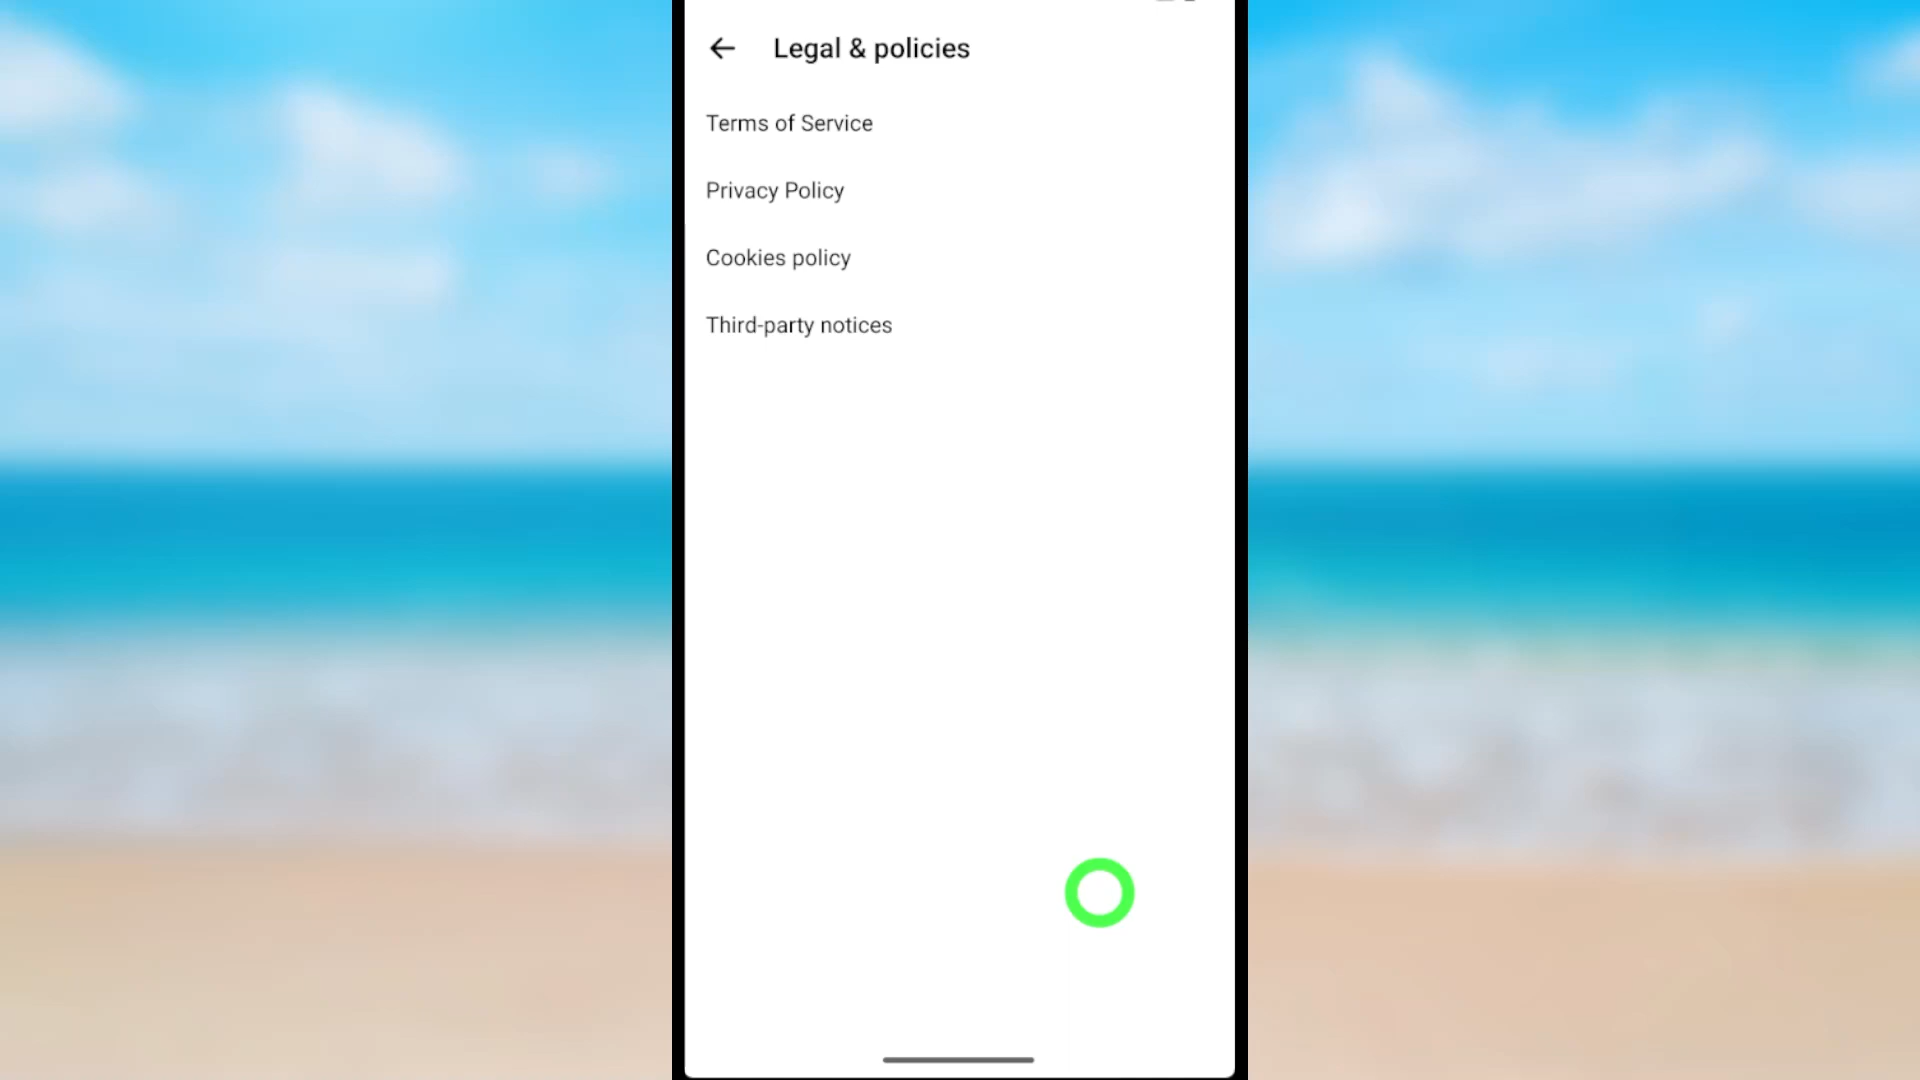 Legal & policies
Terms of Service
Privacy Policy
Cookies policy
Third-party notices